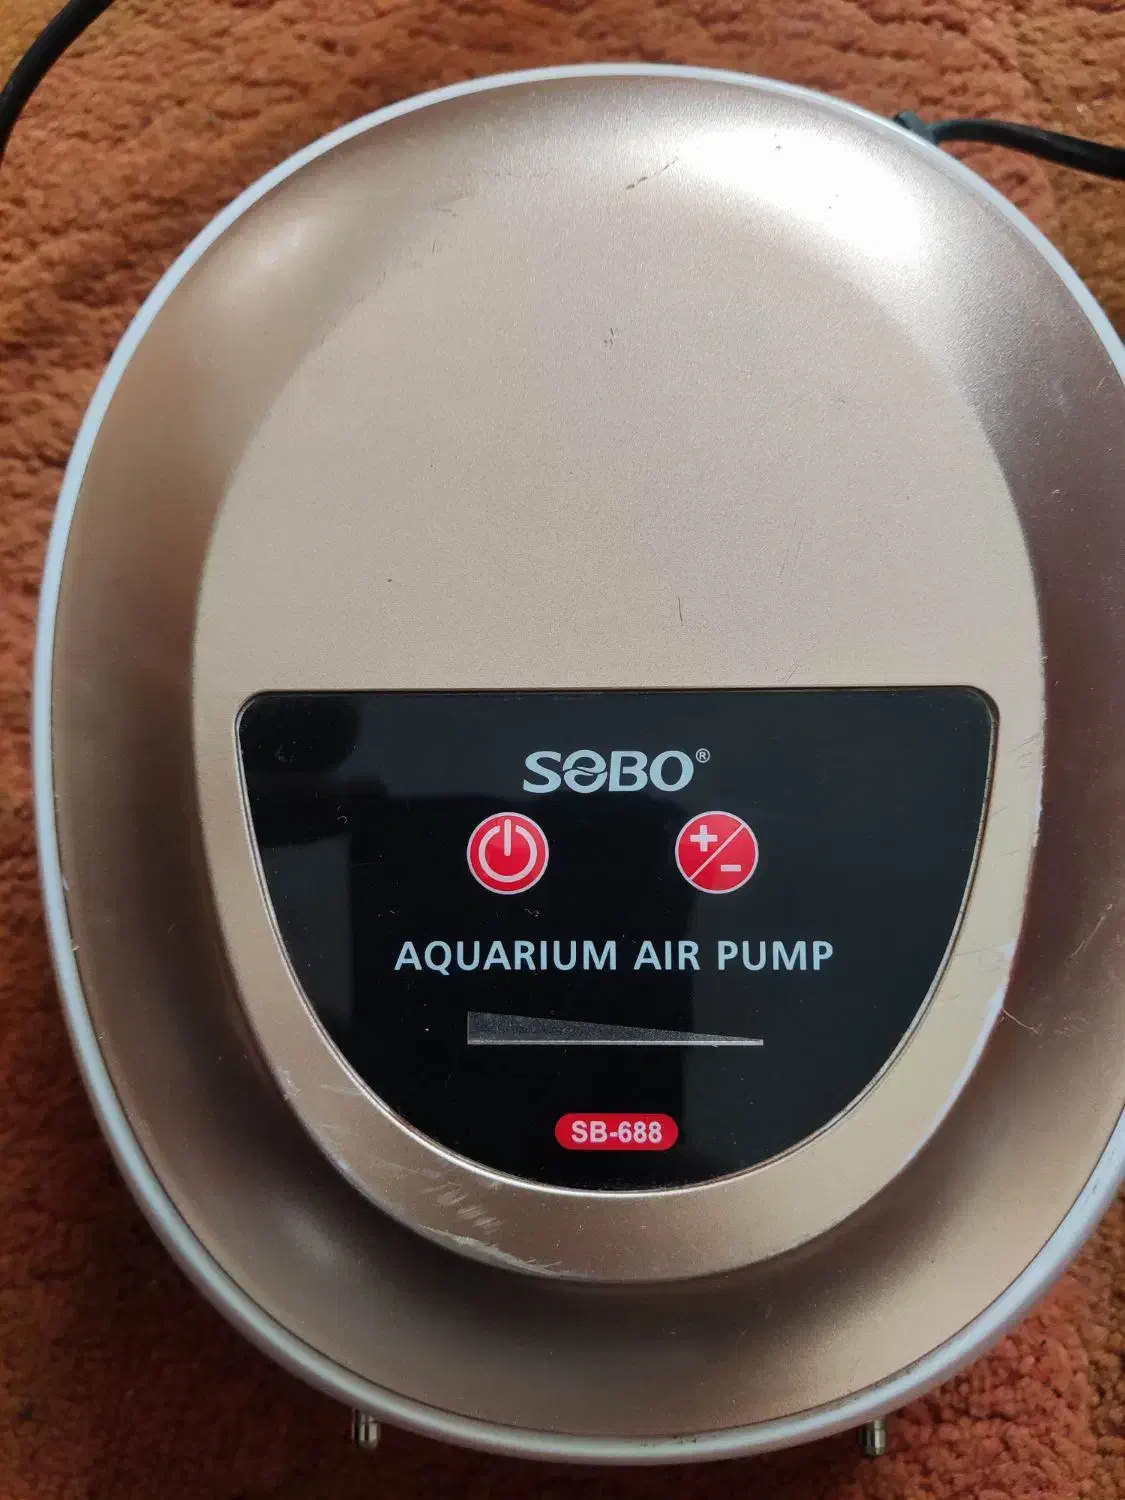 SOBO®
+ -
AQUARIUM AIR PUMP
SB-688